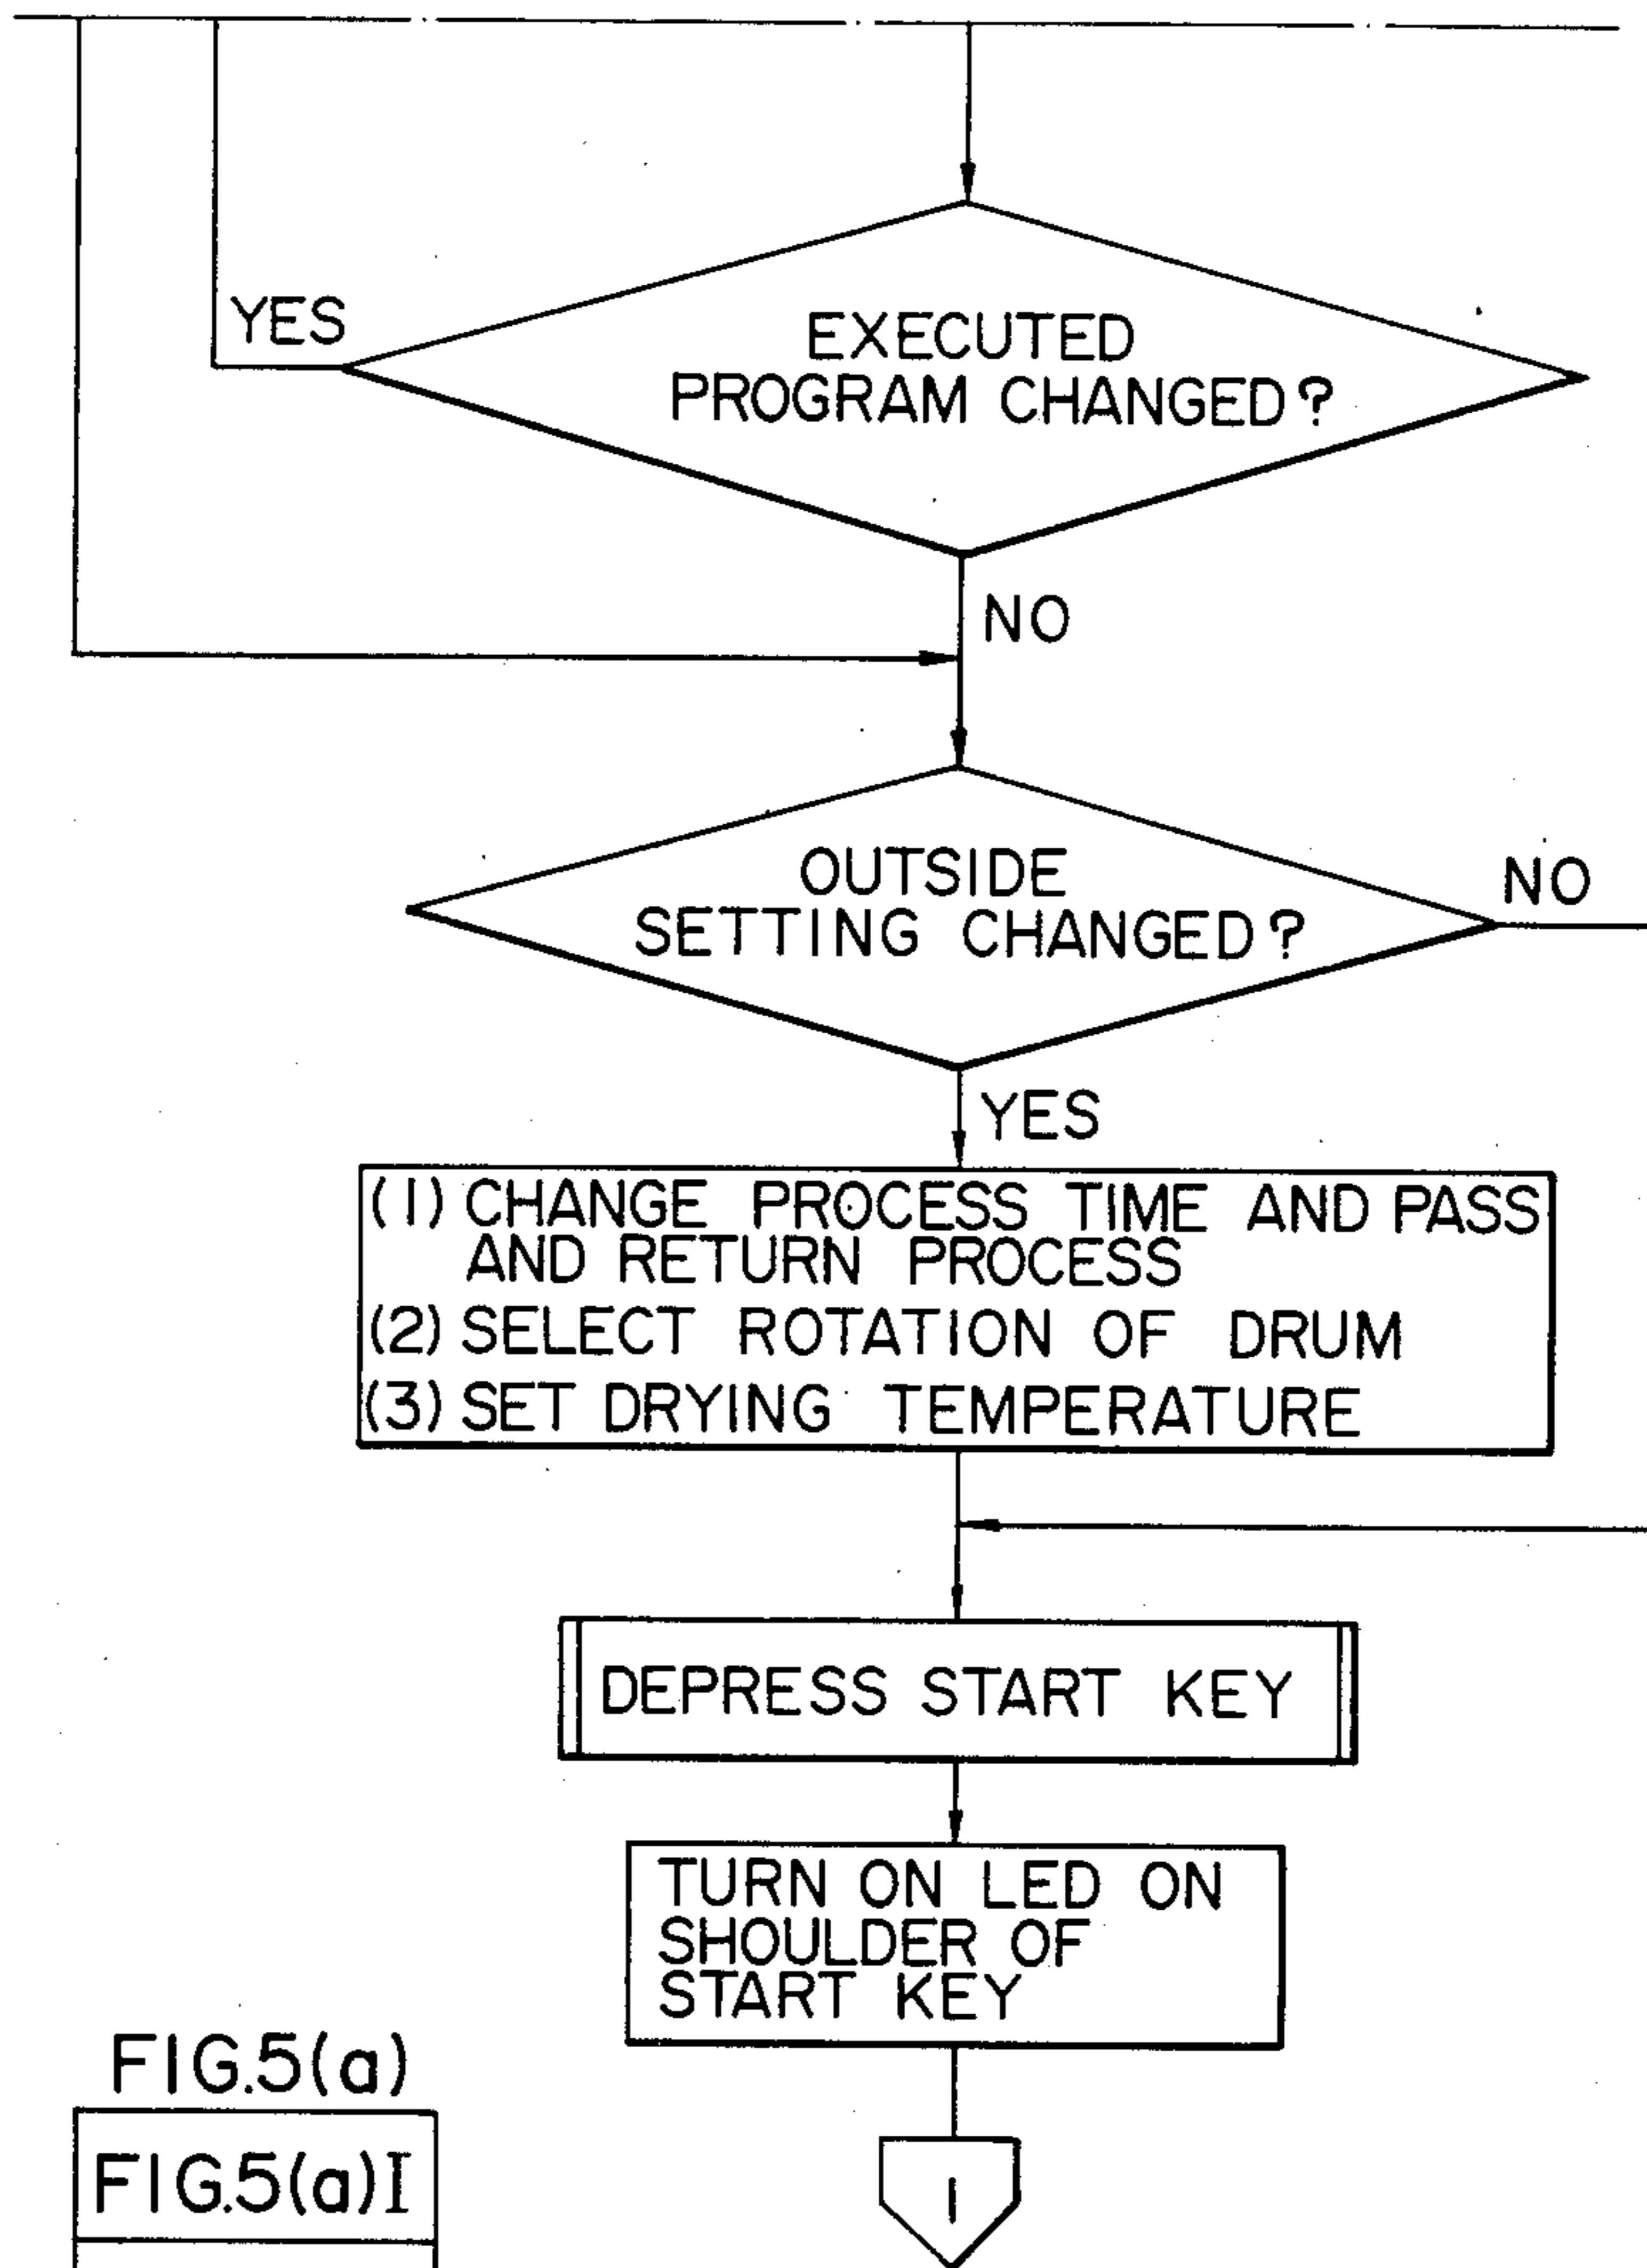 YES
EXECUTED
PROGRAM CHANGED?
NO
OUTSIDE
SETTING CHANGED?
NO
YES
(1) CHANGE PROCESS TIME AND PASS
AND RETURN PROCESS
(2) SELECT ROTATION OF DRUM
(3) SET DRYING TEMPERATURE
DEPRESS START KEY
TURN ON LED ON
SHOULDER OF
START KEY
1
FIG.5(a)
FIG.5(a)I